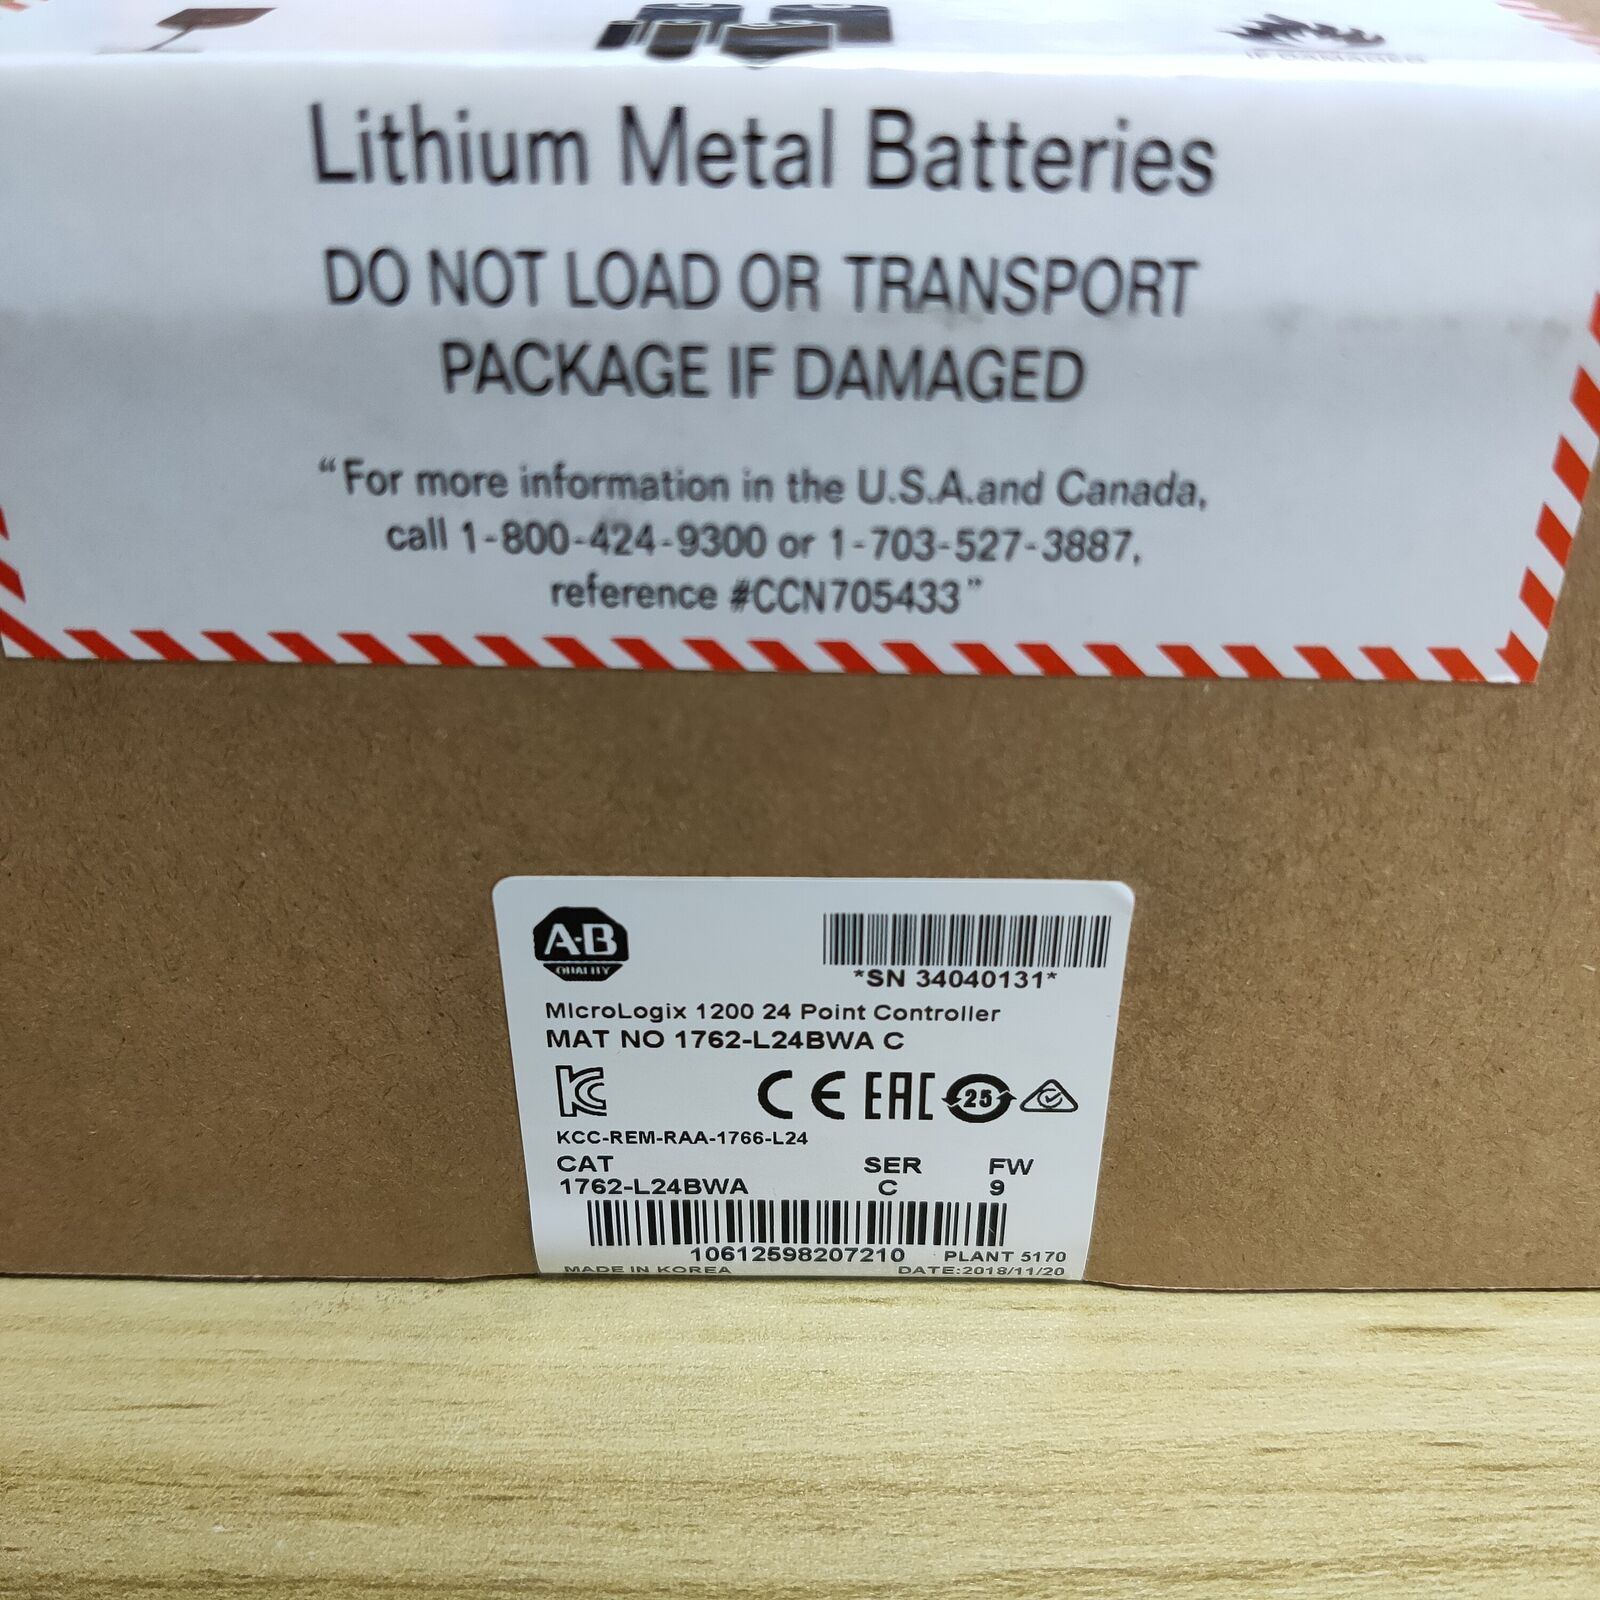 IF DAMAGED
Lithium Metal Batteries
DO NOT LOAD OR TRANSPORT
PACKAGE IF DAMAGED
“For more information in the U.S.A.and Canada,
call 1-800-424-9300 or 1-703-527-3887,
reference #CCN705433”
A·B
QUALITY
*SN 34040131*
MIcroLogix 1200 24 Point Controller
MAT NO 1762-L24BWA C
KC CE EAC 25
KCC-REM-RAA-1766-L24
CAT SER FW
1762-L24BWA C 9
10612598207210 PLANT 5170
MADE IN KOREA DATE:2018/11/20